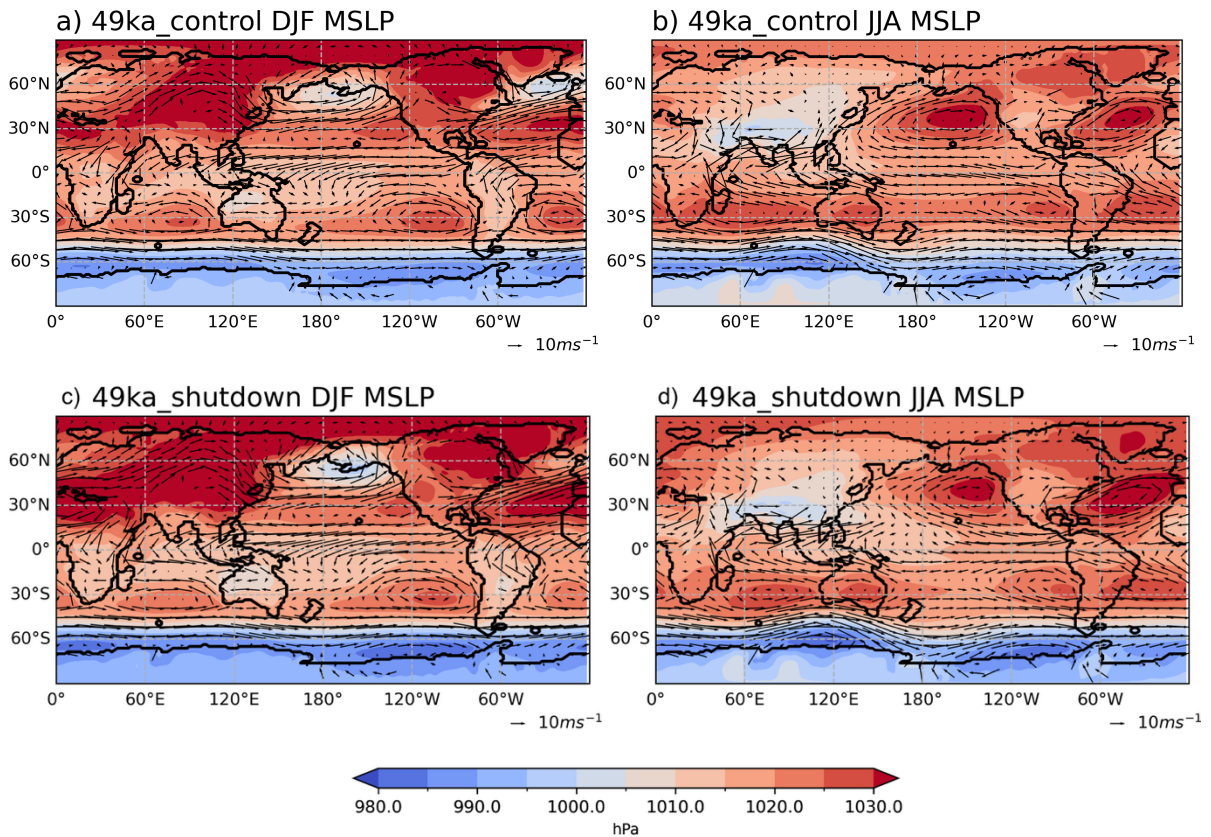 a) 49ka_control DJF MSLP
b) 49ka_control JJA MSLP
60°N
30°N
0°
30°S
60°S
60°N
30°N
0°
30°S
60°S
0° 60°E 120°E 180° 120°W 60°W
0° 60°E 120°E 180° 120°W 60°W
10ms⁻¹
10ms⁻¹
c) 49ka_shutdown DJF MSLP
d) 49ka_shutdown JJA MSLP
60°N
30°N
0°
30°S
60°S
60°N
30°N
0°
30°S
60°S
0° 60°E 120°E 180° 120°W 60°W
0° 60°E 120°E 180° 120°W 60°W
10ms⁻¹
10ms⁻¹
980.0 990.0 1000.0 1010.0 1020.0 1030.0
hPa